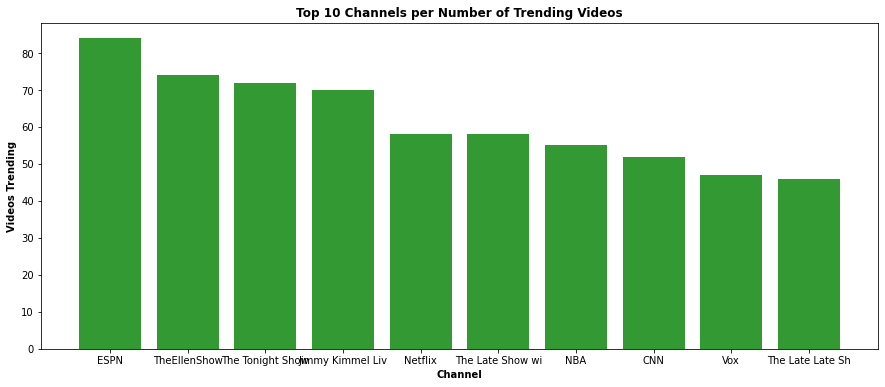 Top 10 Channels per Number of Trending Videos
Videos Trending
80
70
60
50
40
30
20
10
0
ESPN TheEllenShow The Tonight Show Jimmy Kimmel Liv Netflix The Late Show wi NBA CNN Vox The Late Late Sh
Channel